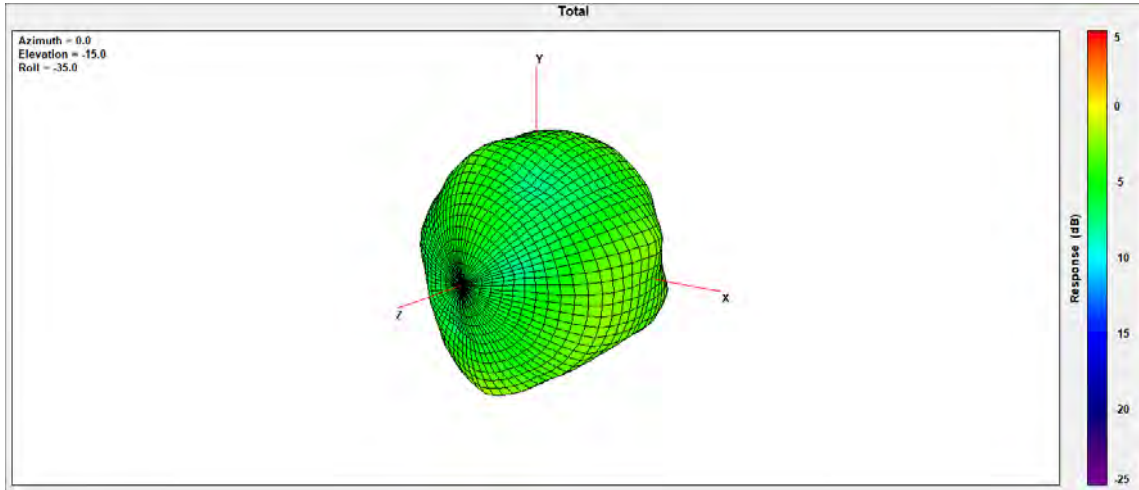 Total
Azimuth = 0.0
Elevation = -15.0
Roll = -35.0
Y
X
Z
5
0
-5
-10
-15
-20
-25
Response (dB)